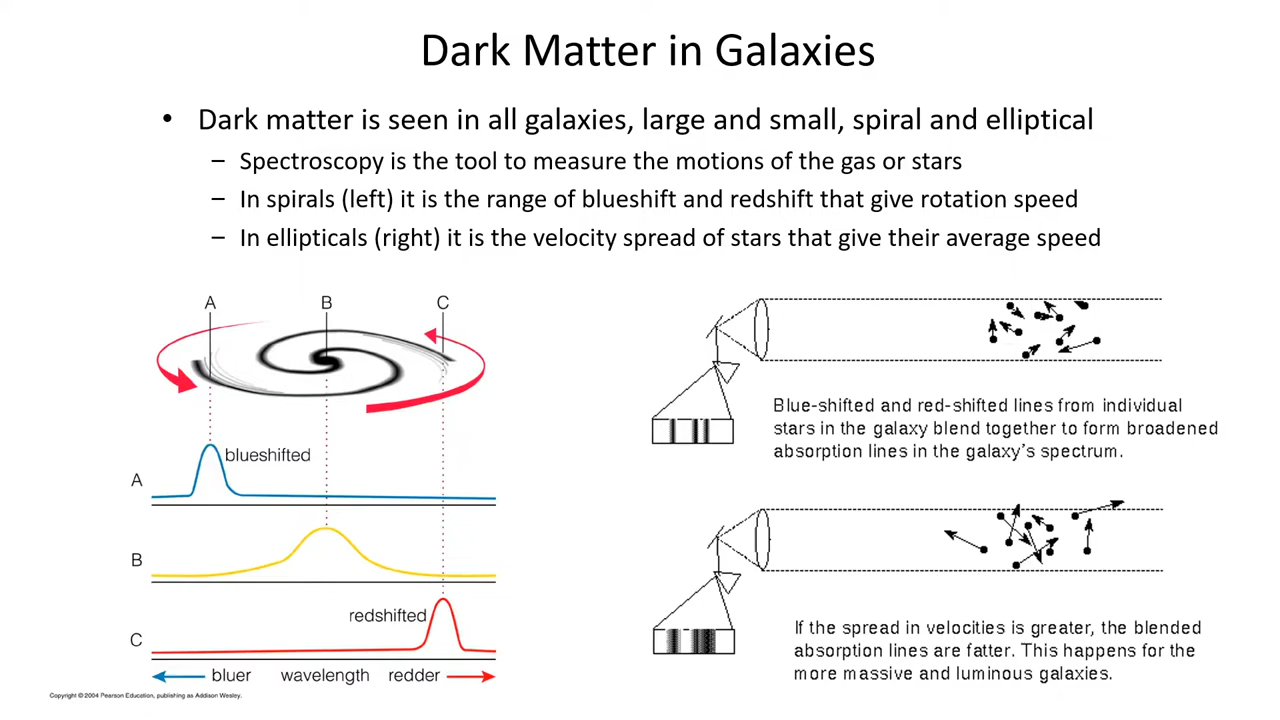 Dark Matter in Galaxies
• Dark matter is seen in all galaxies, large and small, spiral and elliptical
– Spectroscopy is the tool to measure the motions of the gas or stars
– In spirals (left) it is the range of blueshift and redshift that give rotation speed
– In ellipticals (right) it is the velocity spread of stars that give their average speed
A B C
blueshifted
A
B
redshifted
C
bluer wavelength redder
Copyright © 2004 Pearson Education, publishing as Addison Wesley.
Blue-shifted and red-shifted lines from individual
stars in the galaxy blend together to form broadened
absorption lines in the galaxy's spectrum.
If the spread in velocities is greater, the blended
absorption lines are fatter. This happens for the
more massive and luminous galaxies.